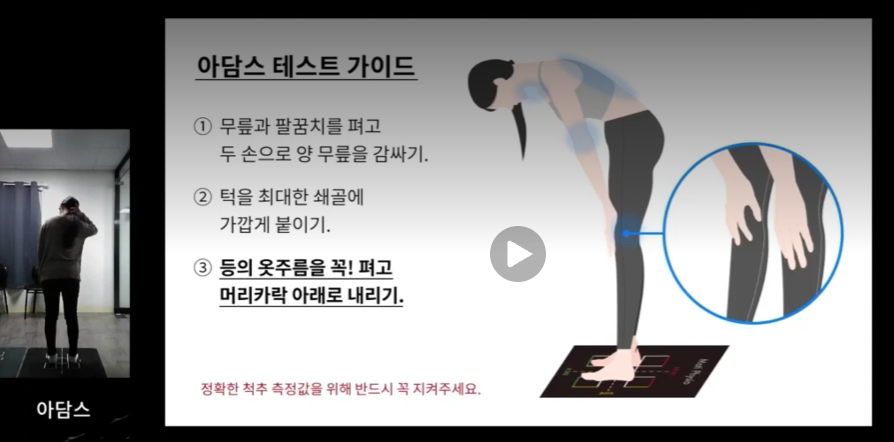 아담스 테스트 가이드
① 무릎과 팔꿈치를 펴고
두 손으로 양 무릎을 감싸기.
② 턱을 최대한 쇄골에
가깝게 붙이기.
③ 등의 옷주름을 꼭! 펴고
머리카락 아래로 내리기.
정확한 척추 측정값을 위해 반드시 꼭 지켜주세요.
아담스